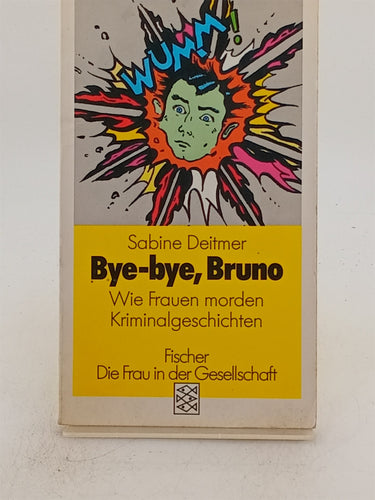 WUMM!
Sabine Deitmer
Bye-bye, Bruno
Wie Frauen morden
Kriminalgeschichten
Fischer
Die Frau in der Gesellschaft